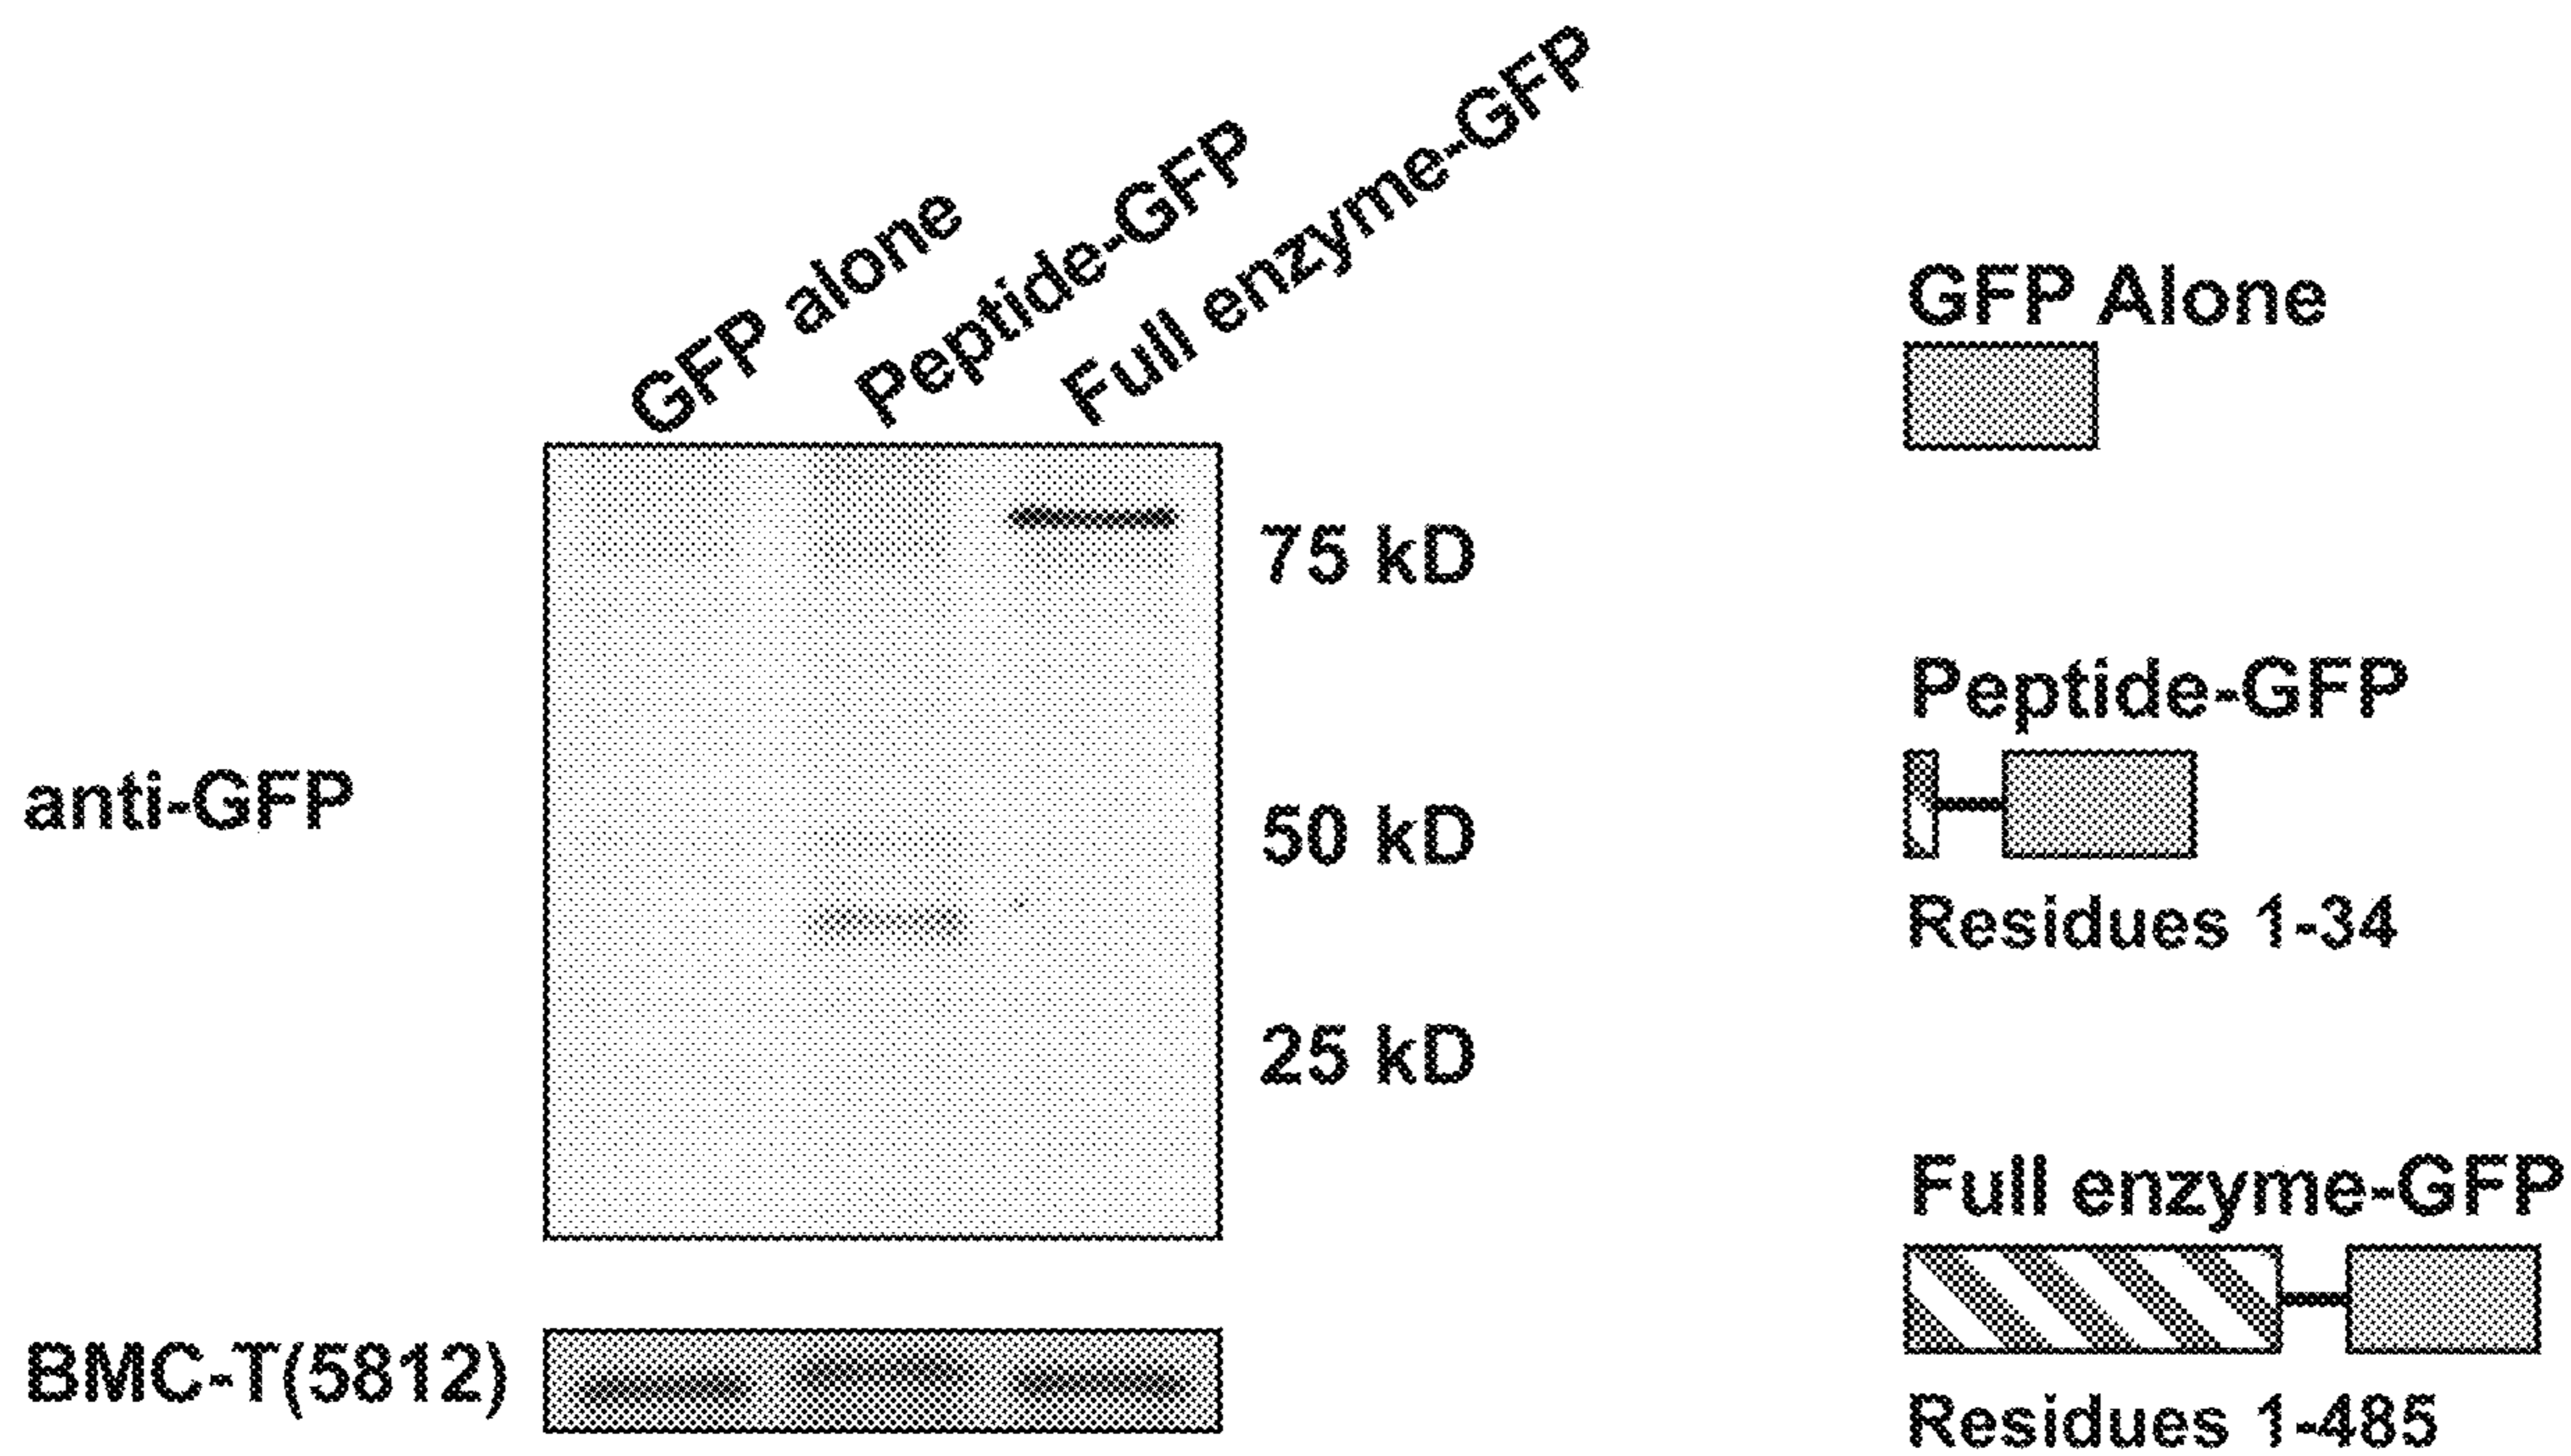 GFP alone
Peptide-GFP
Full enzyme-GFP
anti-GFP
75 kD
50 kD
25 kD
BMC-T(5812)
GFP Alone
Peptide-GFP
Residues 1-34
Full enzyme-GFP
Residues 1-485